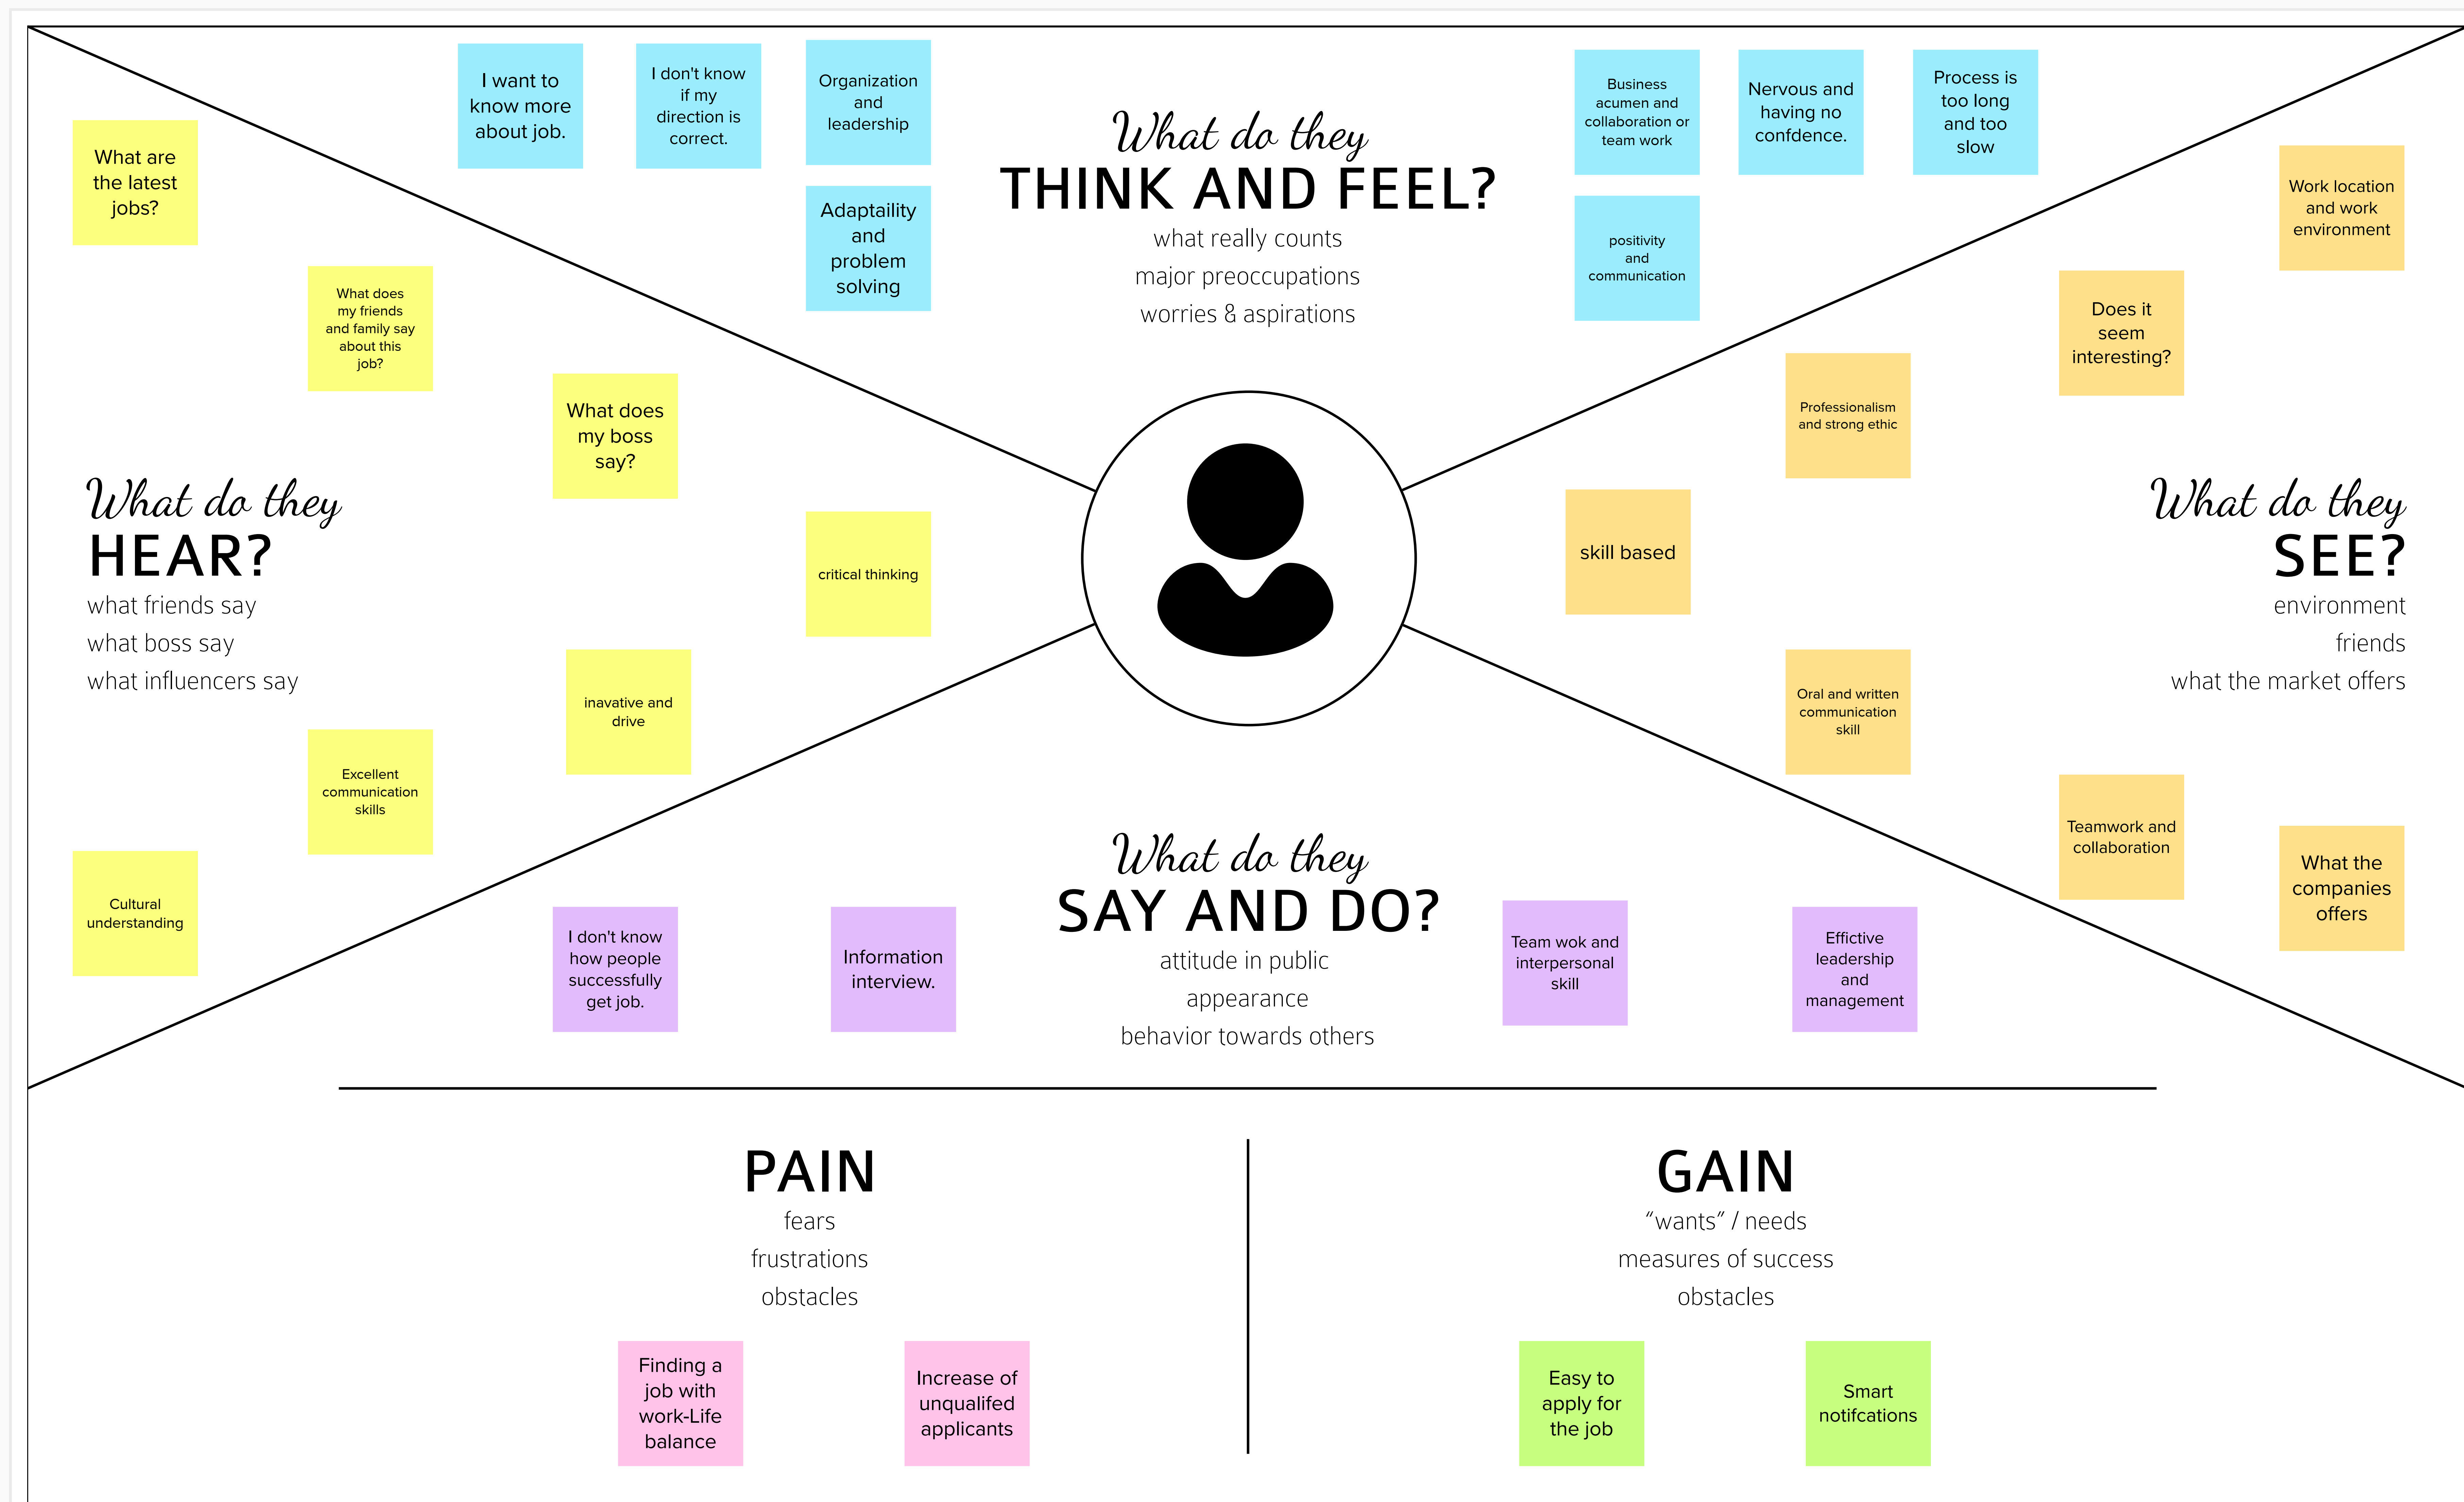 I want to
know more
about job.
I don't know
if my
direction is
correct.
Organization
and
leadership
Adaptaility
and
problem
solving
What do they
THINK AND FEEL?
what really counts
major preoccupations
worries & aspirations
Business
acumen and
collaboration or
team work
Nervous and
having no
confdence.
Process is
too long
and too
slow
positivity
and
communication
What are
the latest
jobs?
What does
my friends
and family say
about this
job?
What does
my boss
say?
critical thinking
What do they
HEAR?
what friends say
what boss say
what influencers say
inavative and
drive
Excellent
communication
skills
Cultural
understanding
Work location
and work
environment
Does it
seem
interesting?
Professionalism
and strong ethic
skill based
What do they
SEE?
environment
friends
what the market offers
Oral and written
communication
skill
Teamwork and
collaboration
What the
companies
offers
What do they
SAY AND DO?
attitude in public
appearance
behavior towards others
I don't know
how people
successfully
get job.
Information
interview.
Team wok and
interpersonal
skill
Effictive
leadership
and
management
PAIN
fears
frustrations
obstacles
Finding a
job with
work-Life
balance
Increase of
unqualifed
applicants
GAIN
“wants” / needs
measures of success
obstacles
Easy to
apply for
the job
Smart
notifcations